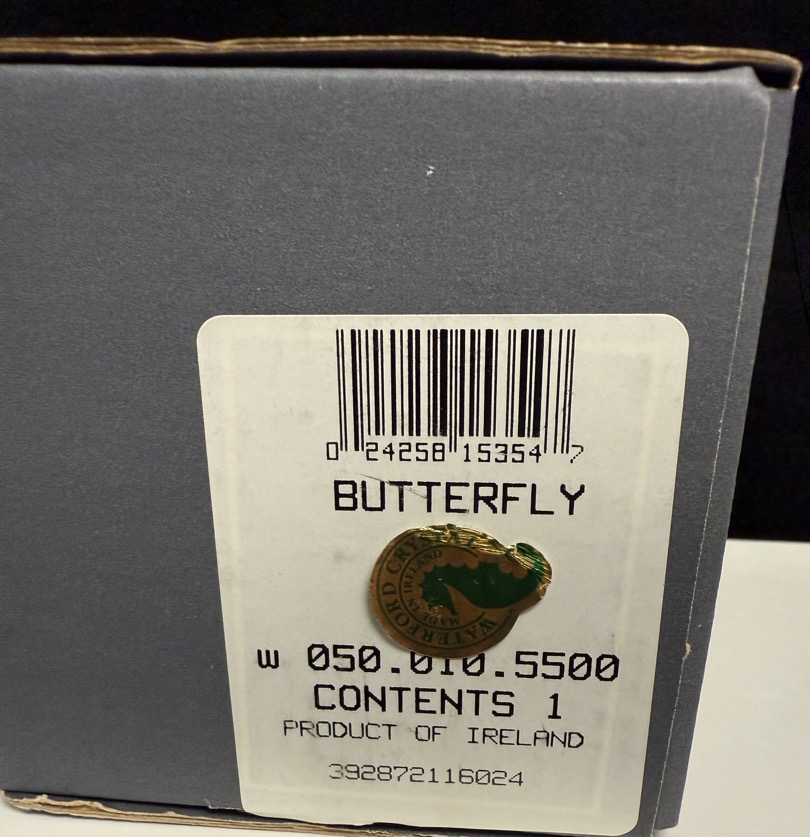 0 24258 15354 7
BUTTERFLY
WATERFORD CRYSTAL
MADE IN IRELAND
w 050.010.5500
CONTENTS 1
PRODUCT OF IRELAND
392872116024